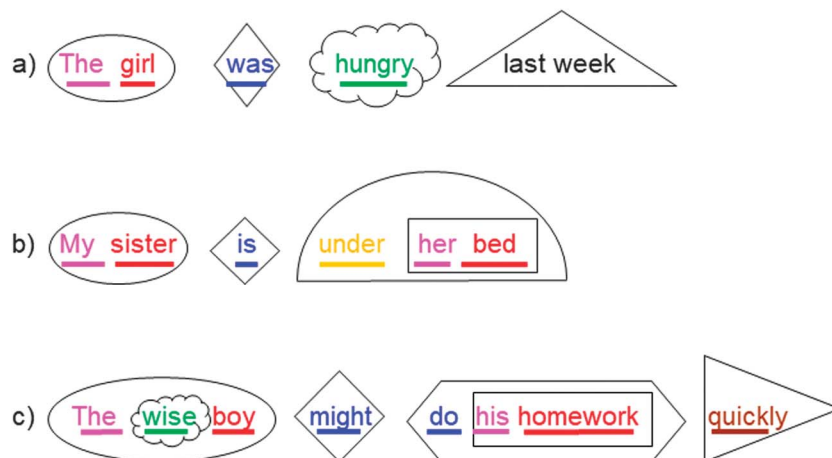 a) The girl was hungry last week
b) My sister is under her bed
c) The wise boy might do his homework quickly